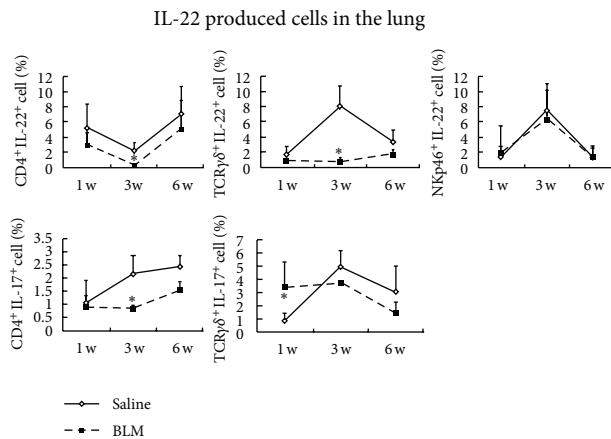 IL-22 produced cells in the lung
CD4+ IL-22+ cell (%)
12
10
8
6
4
2
0
*
1 w
3 w
6 w
TCRγδ+ IL-22+ cell (%)
12
10
8
6
4
2
0
*
1 w
3 w
6 w
NKp46+ IL-22+ cell (%)
12
10
8
6
4
2
0
1 w
3 w
6 w
CD4+ IL-17+ cell (%)
3.5
3
2.5
2
1.5
1
0.5
0
*
1 w
3 w
6 w
TCRγδ+ IL-17+ cell (%)
7
6
5
4
3
2
1
0
*
1 w
3 w
6 w
Saline
BLM